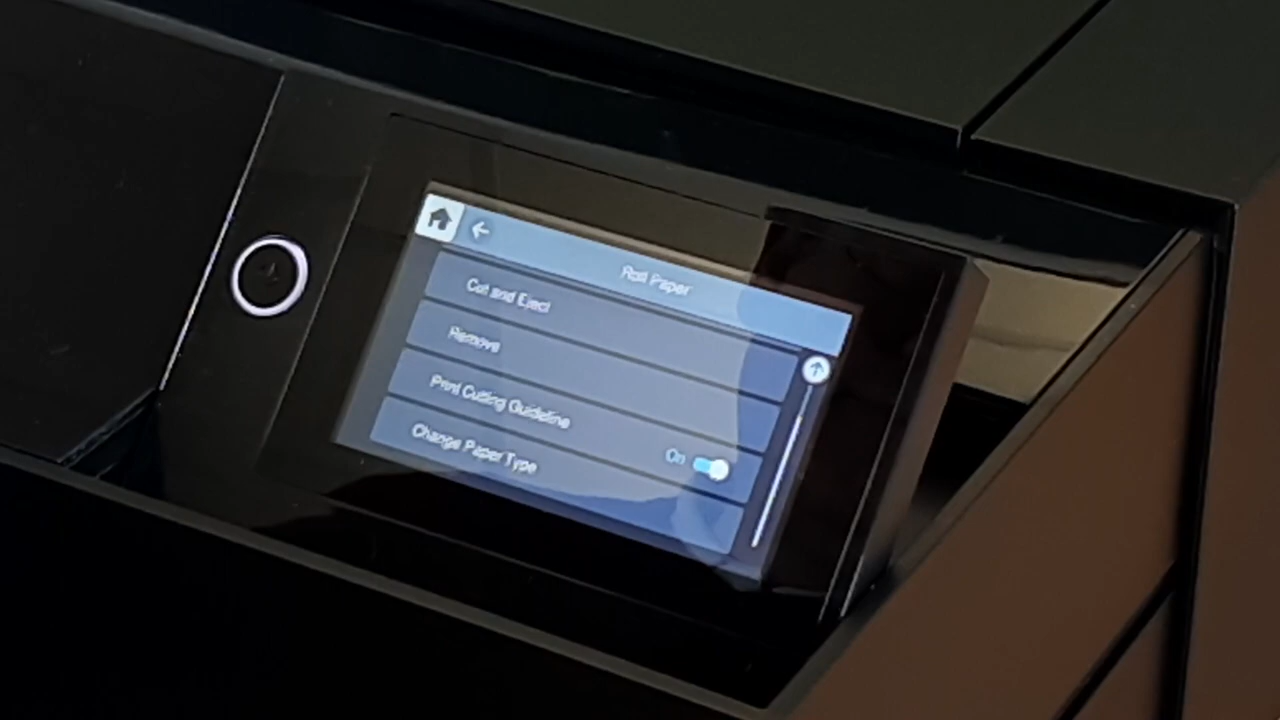 Roll Paper
Cut and Eject
Remove
Print Cutting Guideline
On
Change Paper Type